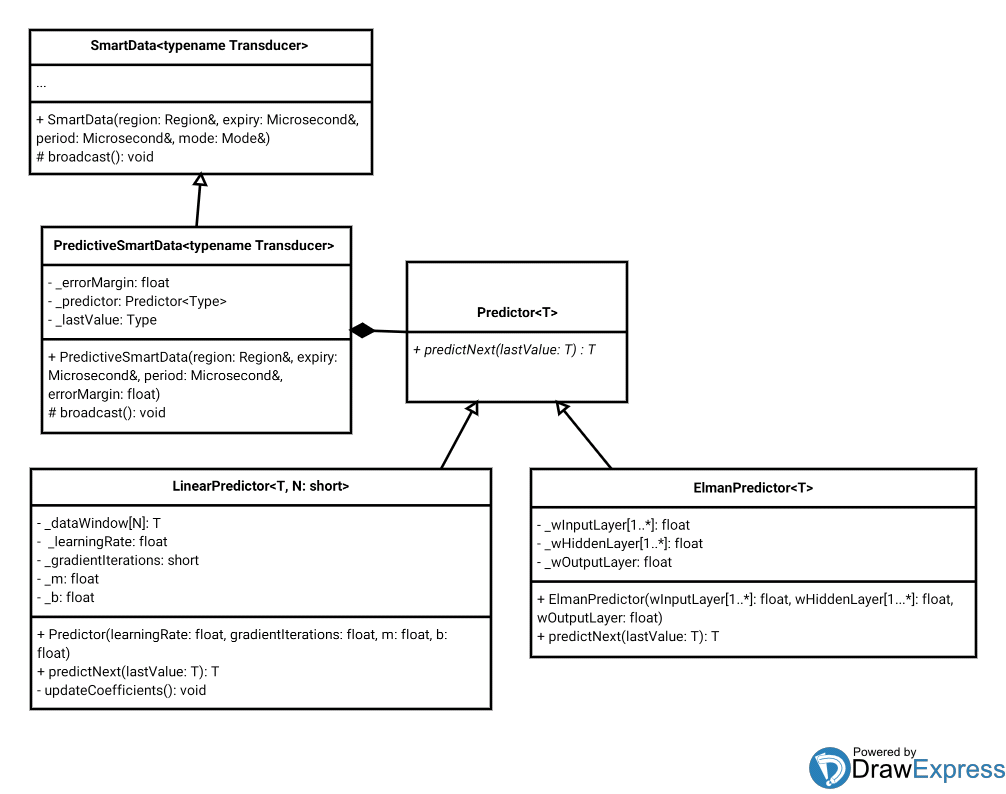 SmartData<typename Transducer>
...
+ SmartData(region: Region&, expiry: Microsecond&,
period: Microsecond&, mode: Mode&)
# broadcast(): void
PredictiveSmartData<typename Transducer>
- _errorMargin: float
- _predictor: Predictor<Type>
- _lastValue: Type
+ PredictiveSmartData(region: Region&, expiry:
Microsecond&, period: Microsecond&,
errorMargin: float)
# broadcast(): void
Predictor<T>
+ predictNext(lastValue: T) : T
LinearPredictor<T, N: short>
- _dataWindow[N]: T
- _learningRate: float
- _gradientIterations: short
- _m: float
- _b: float
+ Predictor(learningRate: float, gradientIterations: float, m: float, b:
float)
+ predictNext(lastValue: T): T
- updateCoefficients(): void
ElmanPredictor<T>
- _wInputLayer[1..*]: float
- _wHiddenLayer[1..*]: float
- _wOutputLayer: float
+ ElmanPredictor(wInputLayer[1..*]: float, wHiddenLayer[1...*]: float,
wOutputLayer: float)
+ predictNext(lastValue: T): T
Powered by
DrawExpress